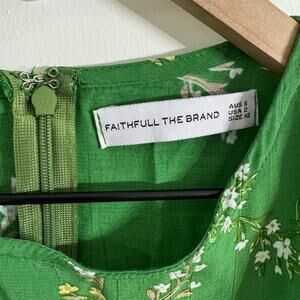 FAITHFULL THE BRAND
AUS 6
USA 2
SIZE XS